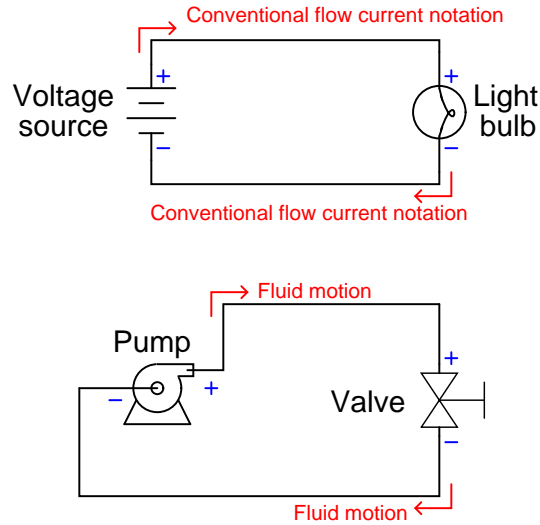 Conventional flow current notation
+
+
Voltage
source
Light
bulb
−
−
Conventional flow current notation
Fluid motion
Pump
+
+
−
Valve
−
Fluid motion